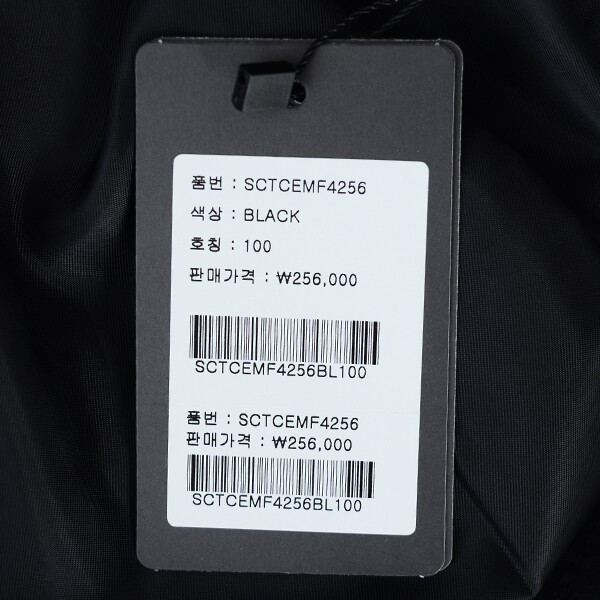 품번 : SCTCEMF4256
색상 : BLACK
호칭 : 100
판매가격 : ₩256,000
SCTCEMF4256BL100
품번 : SCTCEMF4256
판매가격 : ₩256,000
SCTCEMF4256BL100